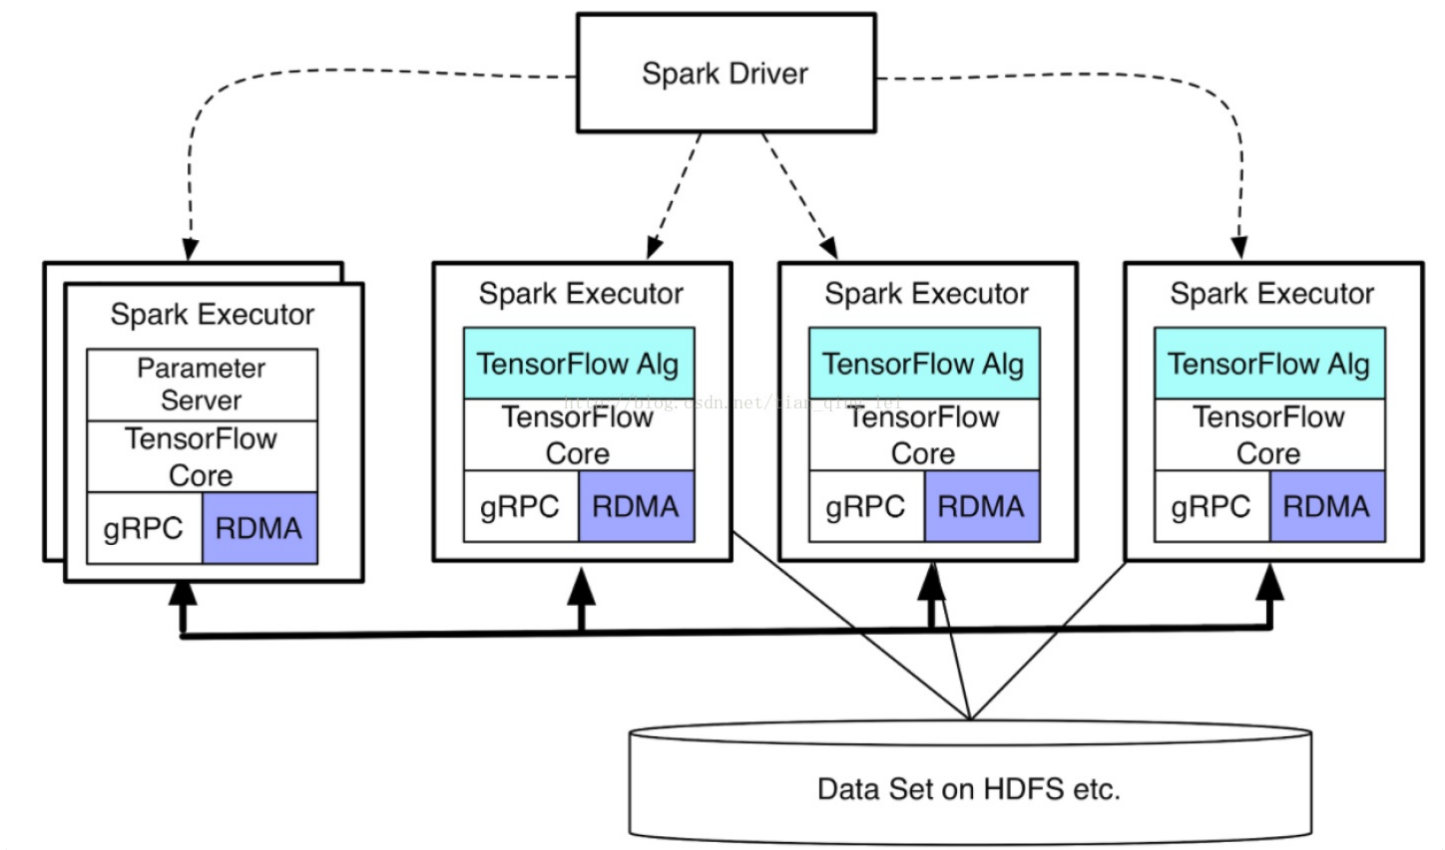 Spark Driver
Spark Executor
Parameter
Server
TensorFlow
Core
gRPC RDMA
Spark Executor
TensorFlow Alg
TensorFlow
Core
gRPC RDMA
Spark Executor
TensorFlow Alg
TensorFlow
Core
gRPC RDMA
Spark Executor
TensorFlow Alg
TensorFlow
Core
gRPC RDMA
Data Set on HDFS etc.